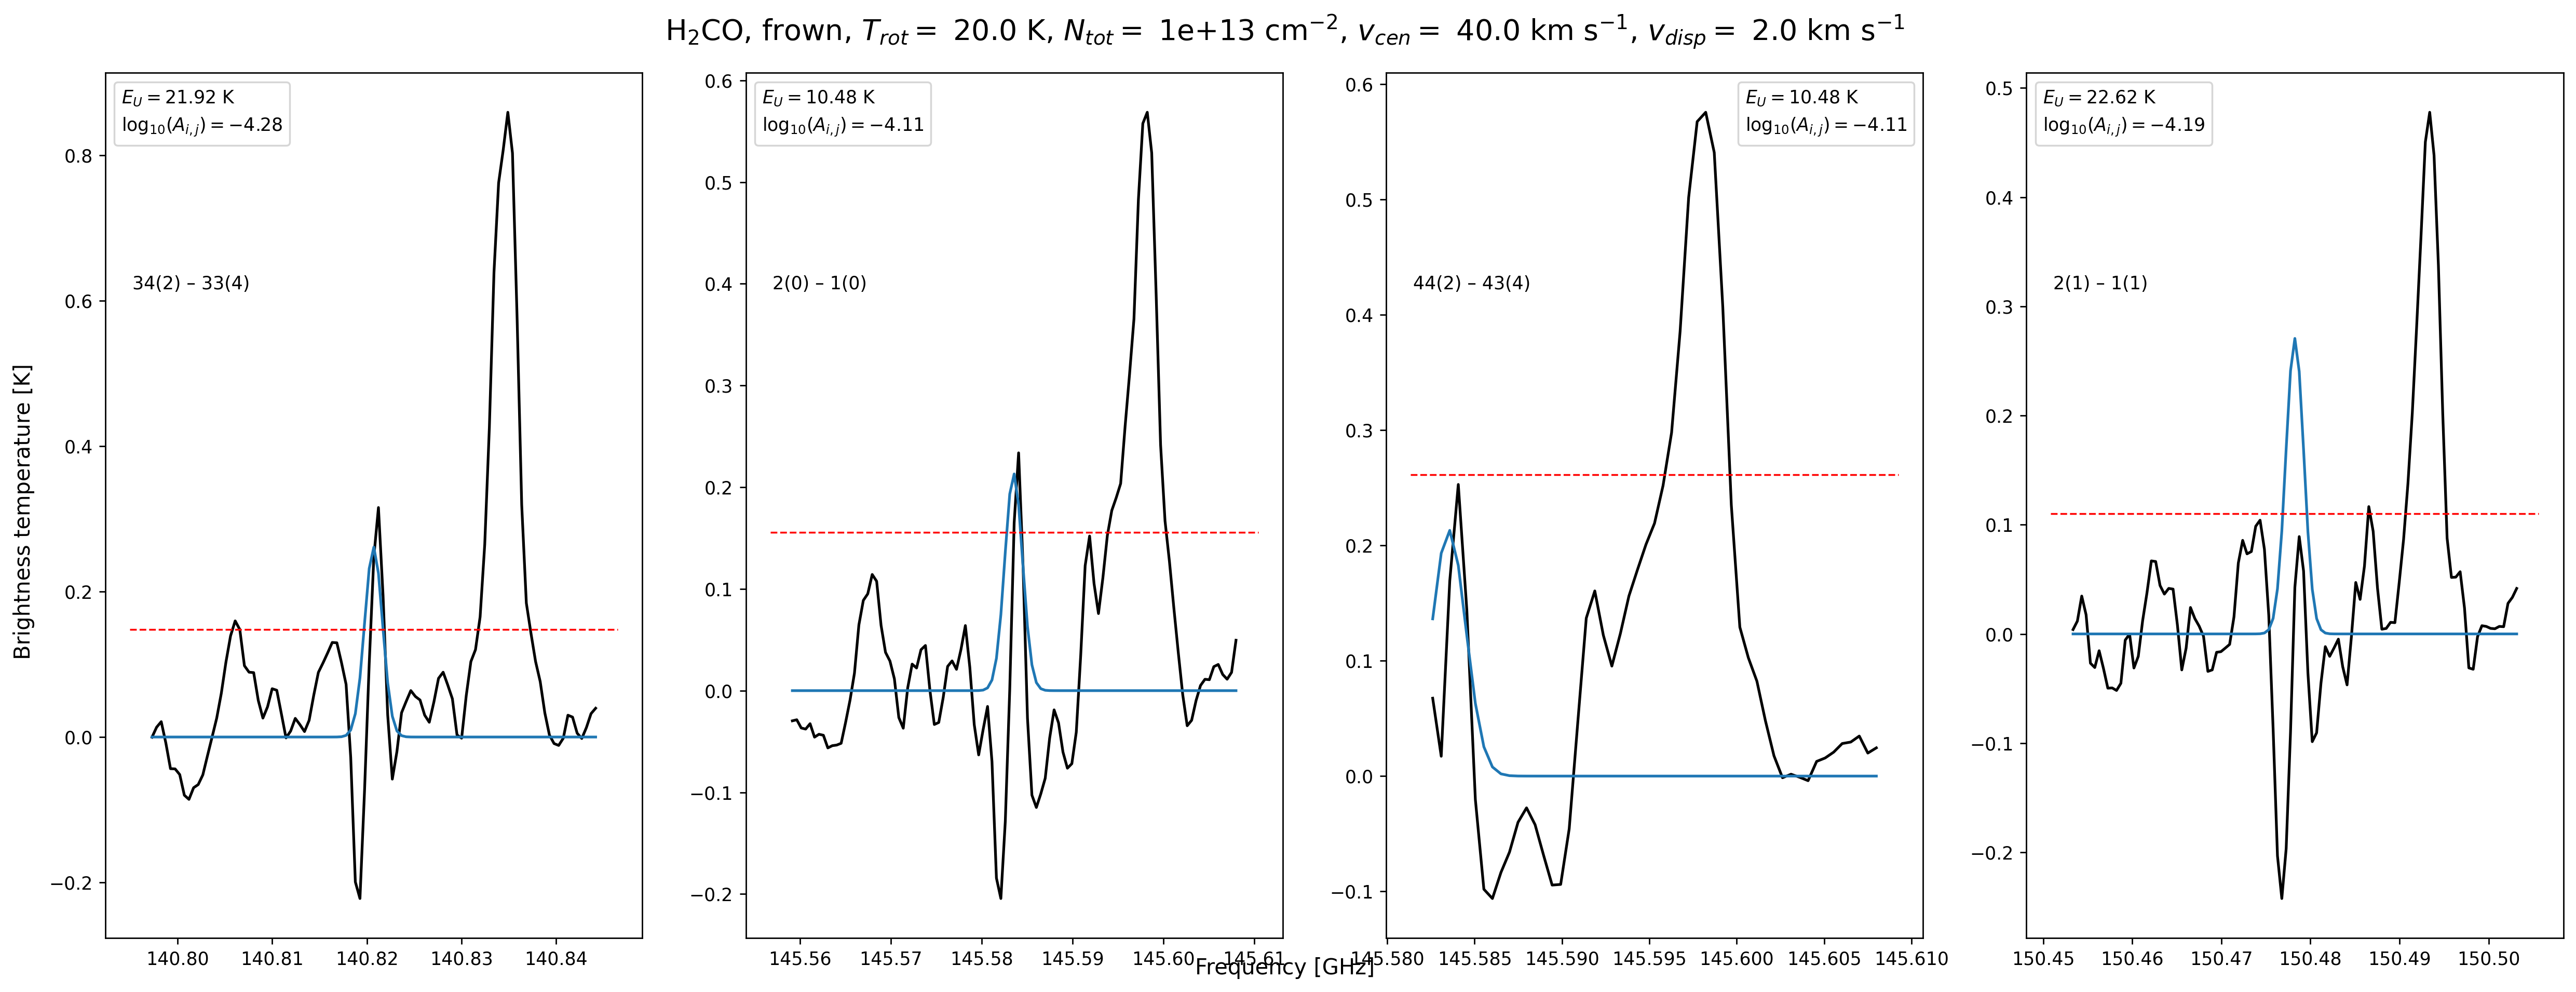 H₂CO, frown, T_rot = 20.0 K, N_tot = 1e+13 cm⁻², v_cen = 40.0 km s⁻¹, v_disp = 2.0 km s⁻¹
Brightness temperature [K]
E_U = 21.92 K
log₁₀(A_i,j) = −4.28
34(2) – 33(4)
0.8
0.6
0.4
0.2
0.0
−0.2
140.80 140.81 140.82 140.83 140.84
E_U = 10.48 K
log₁₀(A_i,j) = −4.11
2(0) – 1(0)
0.6
0.5
0.4
0.3
0.2
0.1
0.0
−0.1
−0.2
145.56 145.57 145.58 145.59 145.60 145.61
E_U = 10.48 K
log₁₀(A_i,j) = −4.11
44(2) – 43(4)
0.6
0.5
0.4
0.3
0.2
0.1
0.0
−0.1
145.580 145.585 145.590 145.595 145.600 145.605 145.610
E_U = 22.62 K
log₁₀(A_i,j) = −4.19
2(1) – 1(1)
0.5
0.4
0.3
0.2
0.1
0.0
−0.1
−0.2
150.45 150.46 150.47 150.48 150.49 150.50
Frequency [GHz]